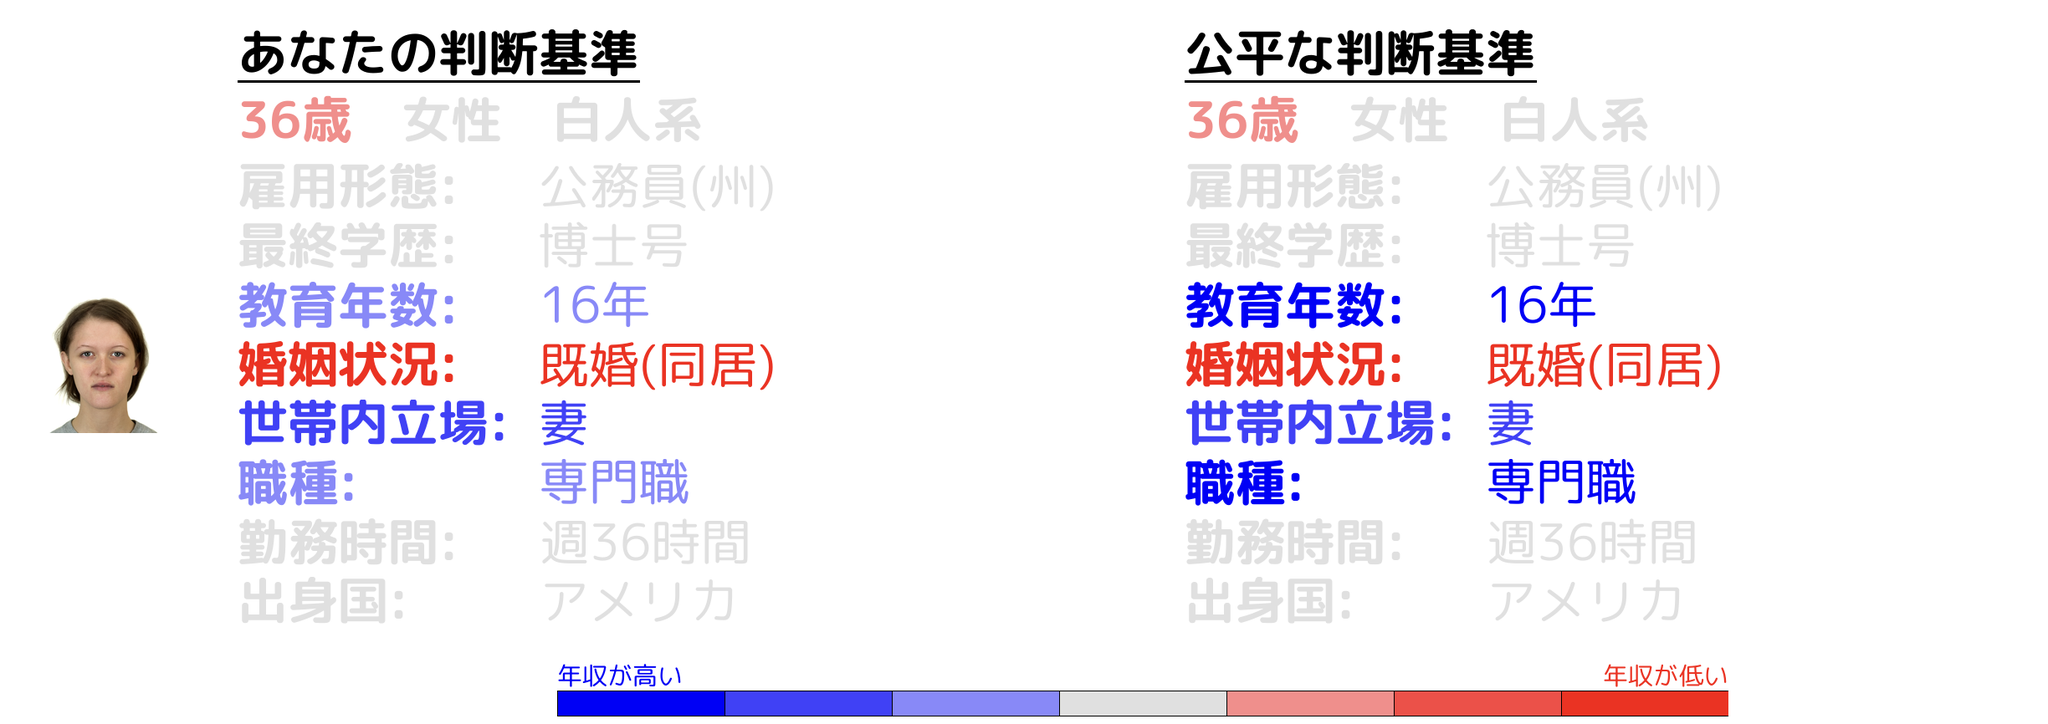 あなたの判断基準
36歳 女性 白人系
雇用形態: 公務員(州)
最終学歴: 博士号
教育年数: 16年
婚姻状況: 既婚(同居)
世帯内立場: 妻
職種: 専門職
勤務時間: 週36時間
出身国: アメリカ
公平な判断基準
36歳 女性 白人系
雇用形態: 公務員(州)
最終学歴: 博士号
教育年数: 16年
婚姻状況: 既婚(同居)
世帯内立場: 妻
職種: 専門職
勤務時間: 週36時間
出身国: アメリカ
年収が高い
年収が低い